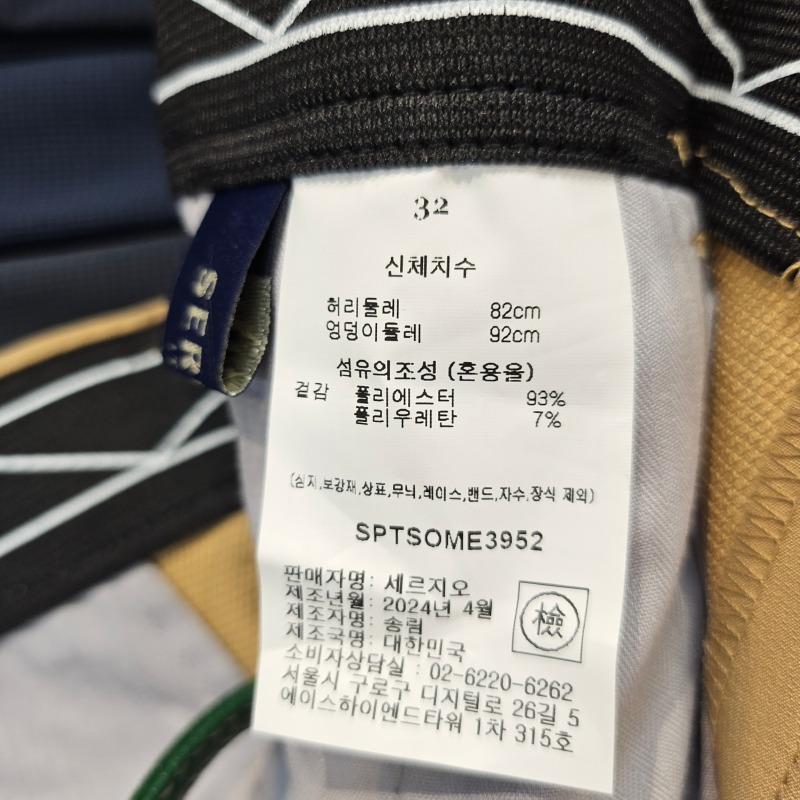 32
신체치수
허리둘레 82cm
엉덩이둘레 92cm
섬유의조성 (혼용율)
겉감 폴리에스터 93%
폴리우레탄 7%
(심지,보강재,상표,무늬,레이스,밴드,자수,장식 제외)
SPTSOME3952
판매자명: 세르지오
제조년월: 2024년 4월
제조자명: 송림
제조국명: 대한민국
소비자상담실 : 02-6220-6262
서울시 구로구 디지털로 26길 5
에이스하이엔드타워 1차 315호
檢
SER